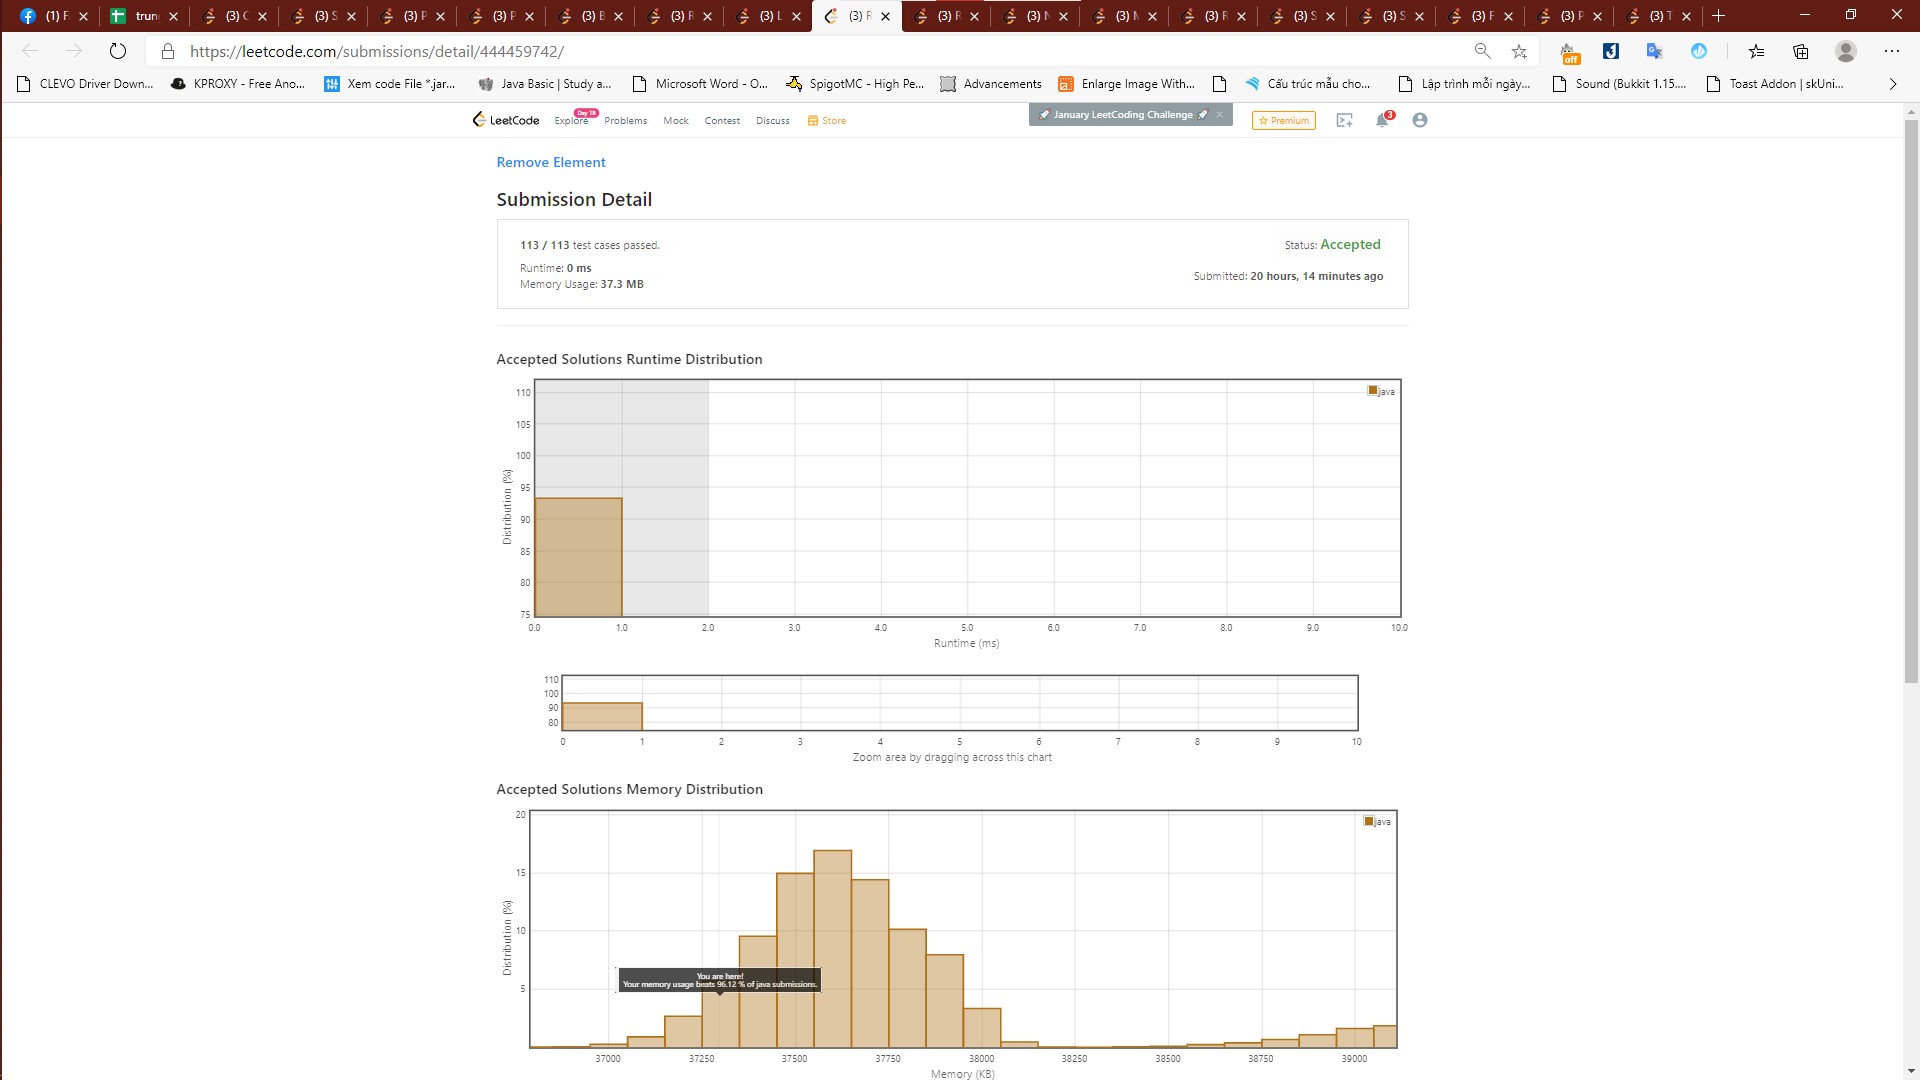 (1) F
trun
(3) C
(3) S
(3) P
(3) P
(3) B
(3) R
(3) L
(3) R
(3) R
(3) N
(3) M
(3) R
(3) S
(3) S
(3) F
(3) P
(3) T
https://leetcode.com/submissions/detail/444459742/
off
CLEVO Driver Down...
KPROXY - Free Ano...
Xem code File *.jar...
Java Basic | Study a...
Microsoft Word - O...
SpigotMC - High Pe...
Advancements
Enlarge Image With...
Cấu trúc mẫu cho...
Lập trình mỗi ngày...
Sound (Bukkit 1.15....
Toast Addon | skUni...
LeetCode
Explore
Day 18
Problems
Mock
Contest
Discuss
Store
January LeetCoding Challenge
Premium
3
Remove Element
Submission Detail
113 / 113 test cases passed.
Status: Accepted
Runtime: 0 ms
Submitted: 20 hours, 14 minutes ago
Memory Usage: 37.3 MB
Accepted Solutions Runtime Distribution
java
110
105
100
95
90
85
80
75
Distribution (%)
0.0 1.0 2.0 3.0 4.0 5.0 6.0 7.0 8.0 9.0 10.0
Runtime (ms)
110
100
90
80
0 1 2 3 4 5 6 7 8 9 10
Zoom area by dragging across this chart
Accepted Solutions Memory Distribution
java
20
15
10
5
Distribution (%)
You are here!
Your memory usage beats 96.12 % of java submissions.
37000 37250 37500 37750 38000 38250 38500 38750 39000
Memory (KB)